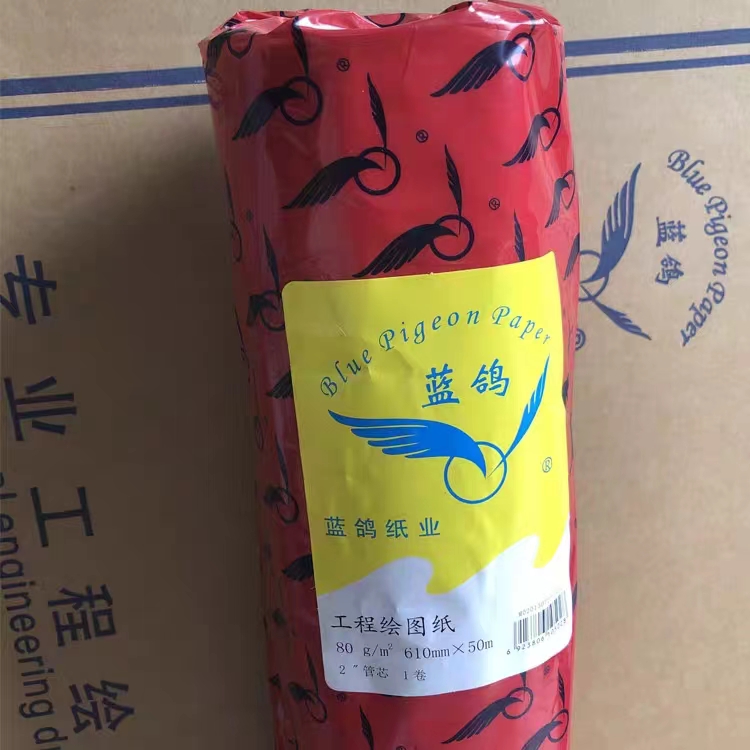 Blue Pigeon Paper
蓝鸽
®
蓝鸽纸业
工程绘图纸
80 g/m² 610mm×50m
2"管芯 1卷
Blue Pigeon Paper
蓝鸽
专业工程绘
engineering